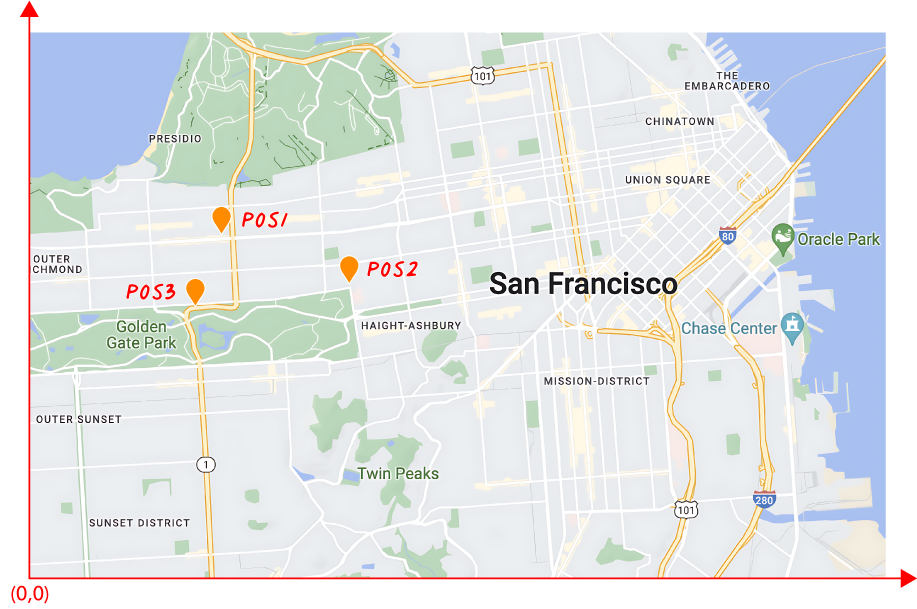 101
THE
EMBARCADERO
CHINATOWN
PRESIDIO
UNION SQUARE
POS1
80
Oracle Park
OUTER
ICHMOND
POS2
POS3
San Francisco
Golden
Gate Park
HAIGHT-ASHBURY
Chase Center
MISSION-DISTRICT
OUTER SUNSET
1
Twin Peaks
280
101
SUNSET DISTRICT
(0,0)